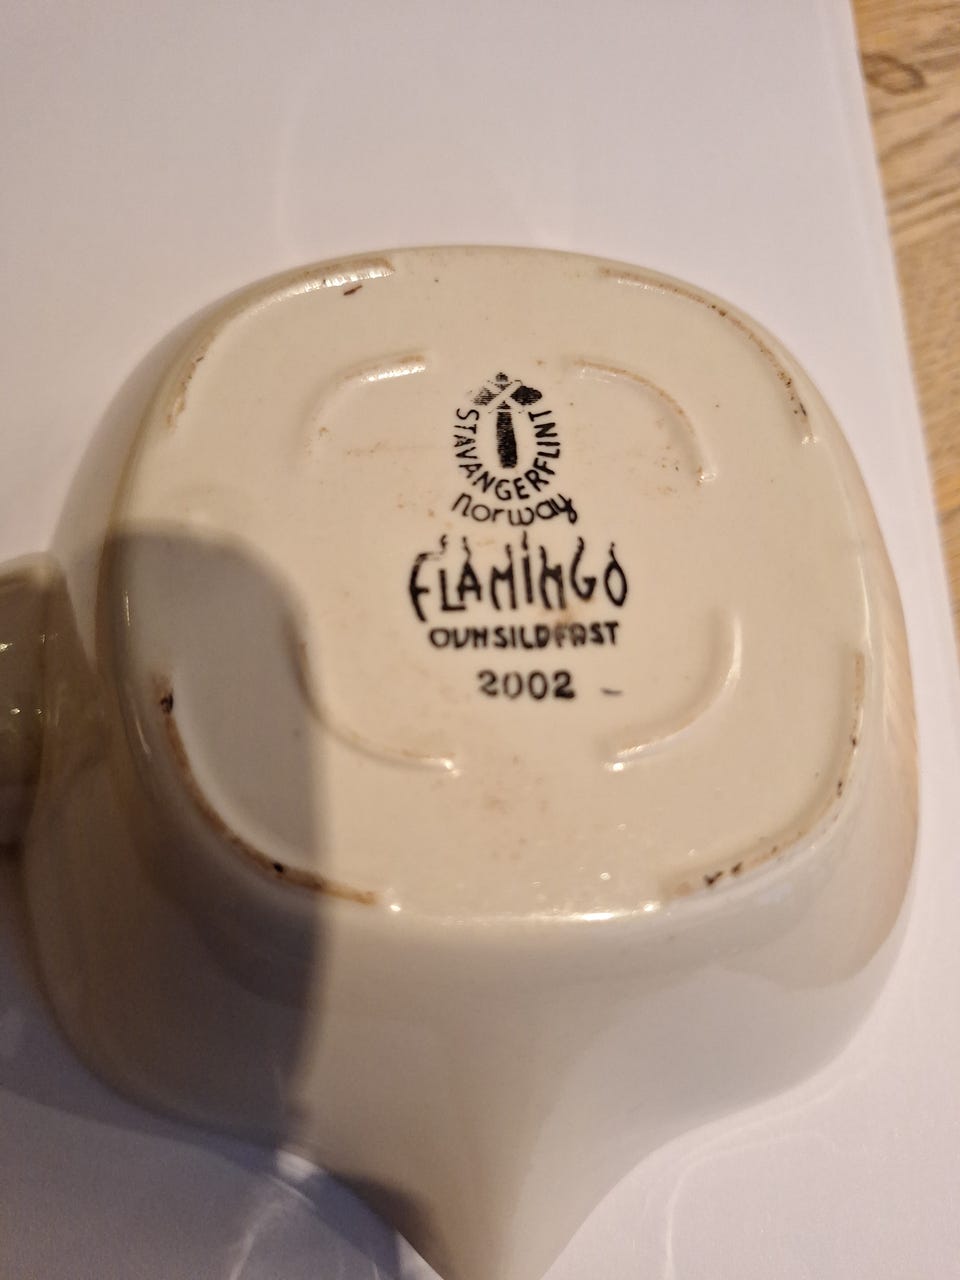 STAVANGERFLINT
norway
FLAMINGO
OVNSILDFAST
2002